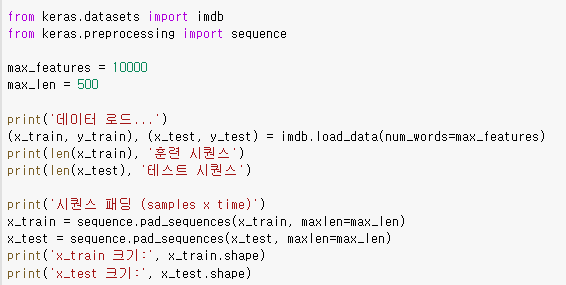 from keras.datasets import imdb
from keras.preprocessing import sequence
max_features = 10000
max_len = 500
print('데이터 로드...')
(x_train, y_train), (x_test, y_test) = imdb.load_data(num_words=max_features)
print(len(x_train), '훈련 시퀀스')
print(len(x_test), '테스트 시퀀스')
print('시퀀스 패딩 (samples x time)')
x_train = sequence.pad_sequences(x_train, maxlen=max_len)
x_test = sequence.pad_sequences(x_test, maxlen=max_len)
print('x_train 크기:', x_train.shape)
print('x_test 크기:', x_test.shape)